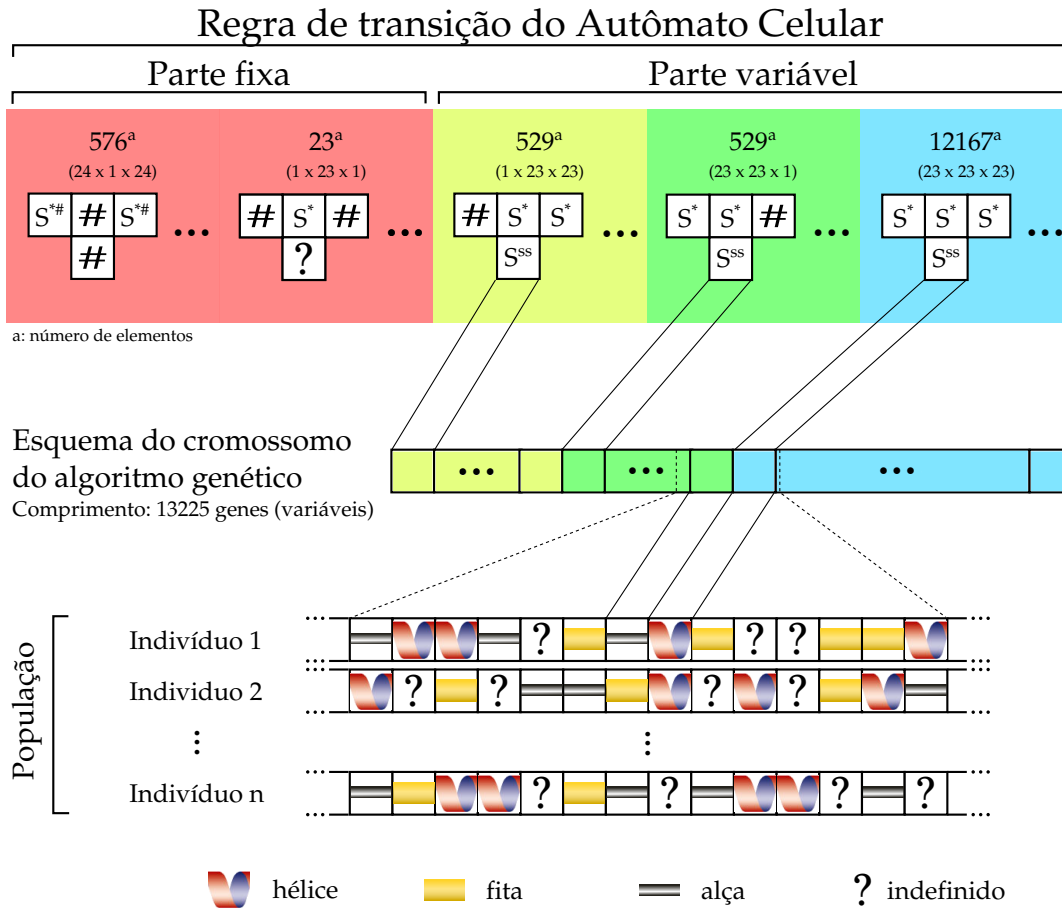 Regra de transição do Autômato Celular
Parte fixa Parte variável
576a 23a 529a 529a 12167a
(24 x 1 x 24) (1 x 23 x 1) (1 x 23 x 23) (23 x 23 x 1) (23 x 23 x 23)
S*# # S*# ... # S* # ... # S* S* ... S* S* # ... S* S* S* ...
# ? Sss Sss Sss
a: número de elementos
Esquema do cromossomo
do algoritmo genético
Comprimento: 13225 genes (variáveis)
... ... ...
População
Indivíduo 1 ... ? ? ? ...
Individuo 2 ... ? ? ? ? ...
⋮ ⋮
Indivíduo n ... ? ? ? ? ...
hélice fita alça ? indefinido